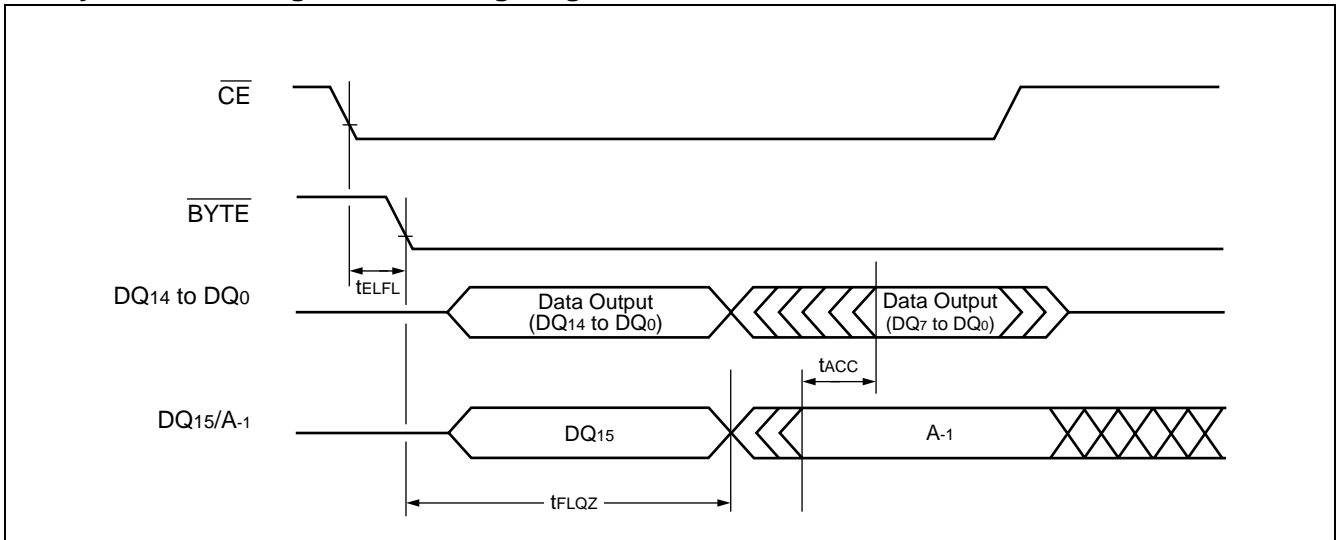 CE
BYTE
tELFL
DQ14 to DQ0
Data Output
(DQ14 to DQ0)
Data Output
(DQ7 to DQ0)
tACC
DQ15/A-1
DQ15
A-1
tFLQZ